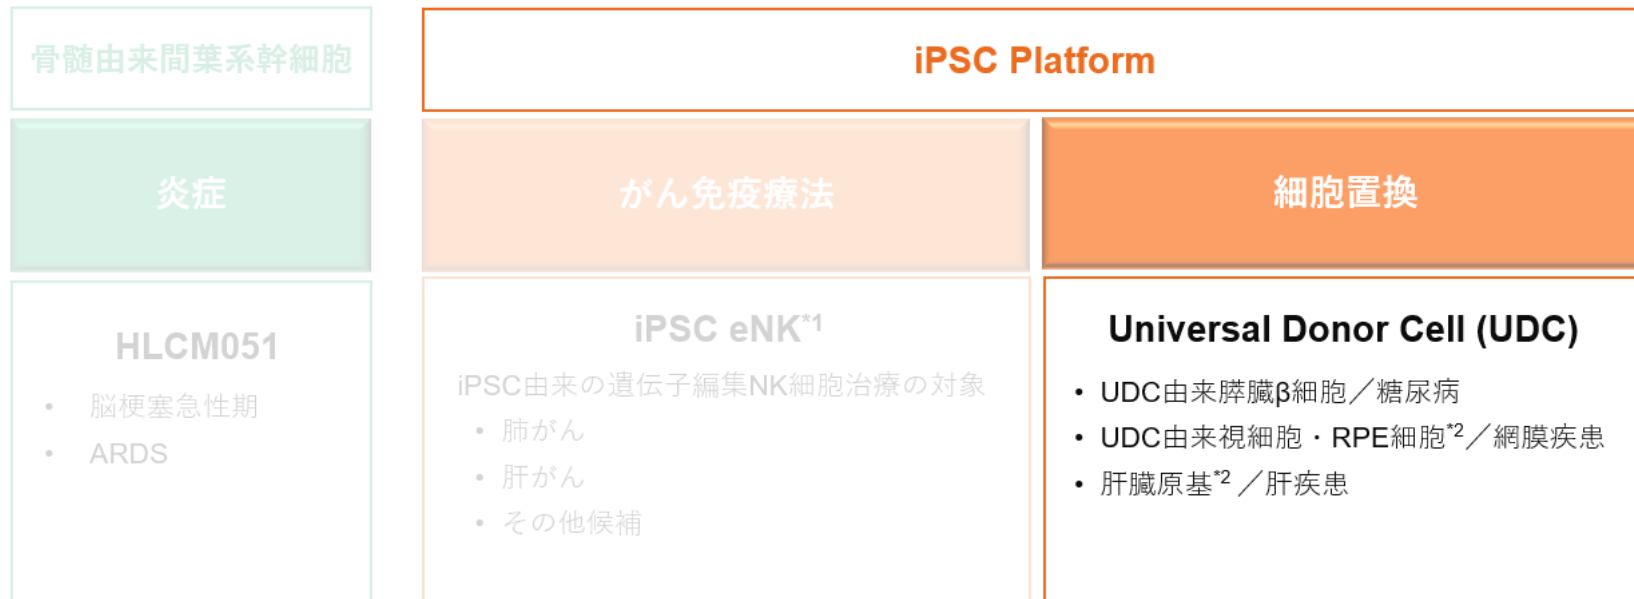 骨髄由来間葉系幹細胞
iPSC Platform
炎症
がん免疫療法
細胞置換
HLCM051
• 脳梗塞急性期
• ARDS
iPSC eNK*1
iPSC由来の遺伝子編集NK細胞治療の対象
• 肺がん
• 肝がん
• その他候補
Universal Donor Cell (UDC)
• UDC由来膵臓β細胞／糖尿病
• UDC由来視細胞・RPE細胞*2／網膜疾患
• 肝臓原基*2 ／肝疾患